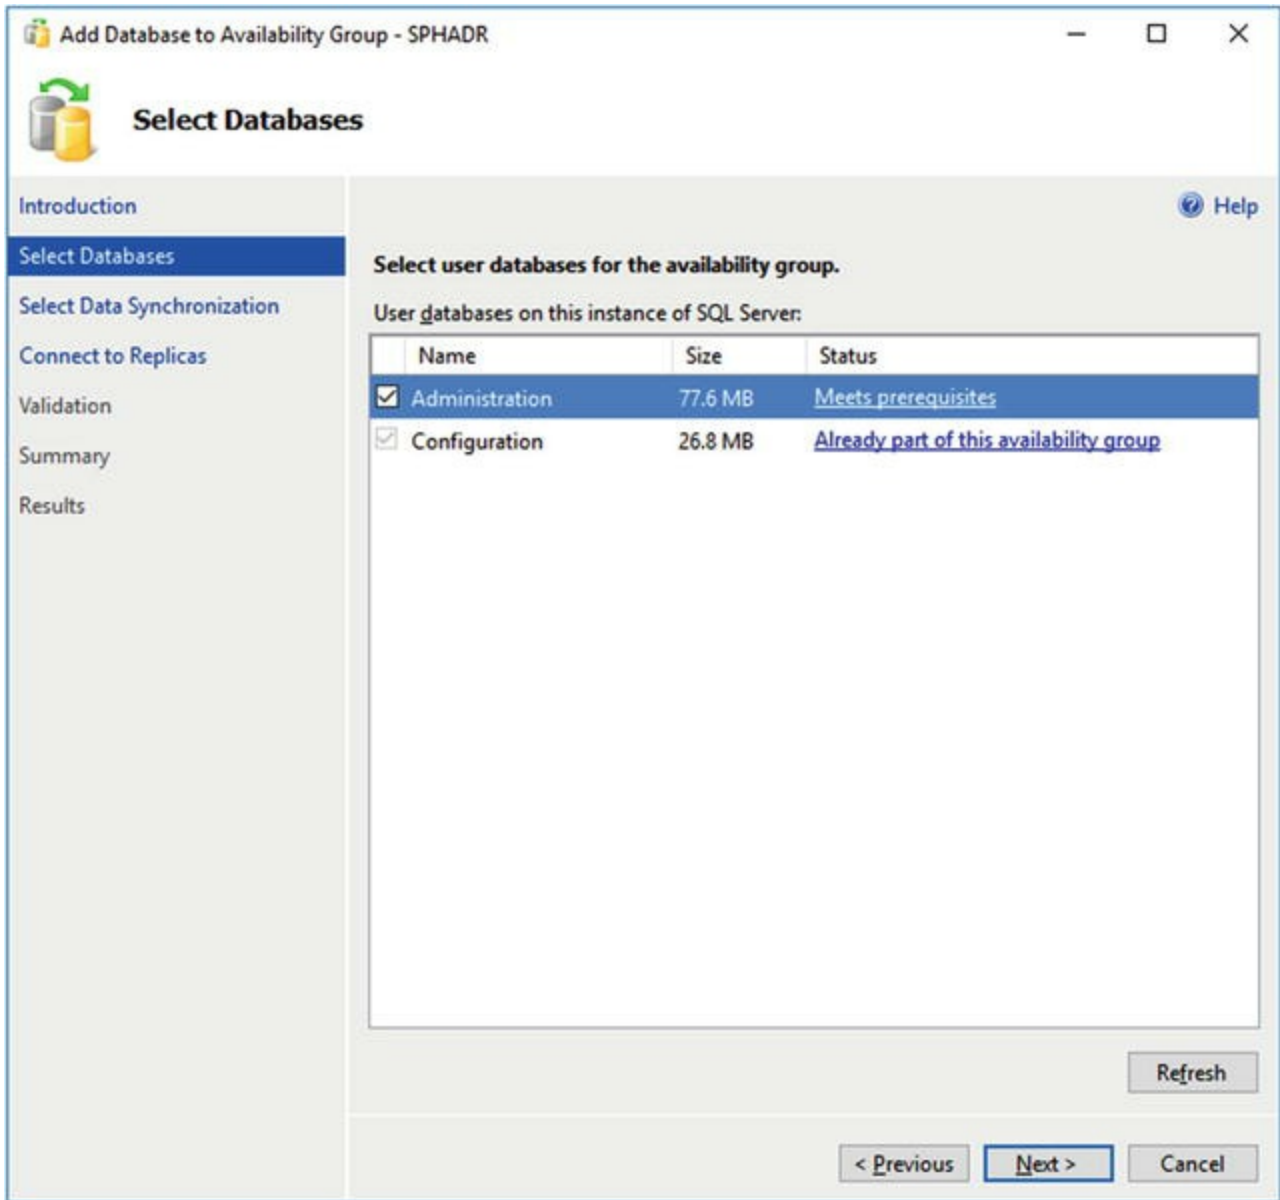 Add Database to Availability Group - SPHADR
Select Databases
Introduction
Help
Select Databases
Select user databases for the availability group.
Select Data Synchronization
User databases on this instance of SQL Server:
Connect to Replicas
Name Size Status
Administration 77.6 MB Meets prerequisites
Validation
Configuration 26.8 MB Already part of this availability group
Summary
Results
Refresh
< Previous Next > Cancel